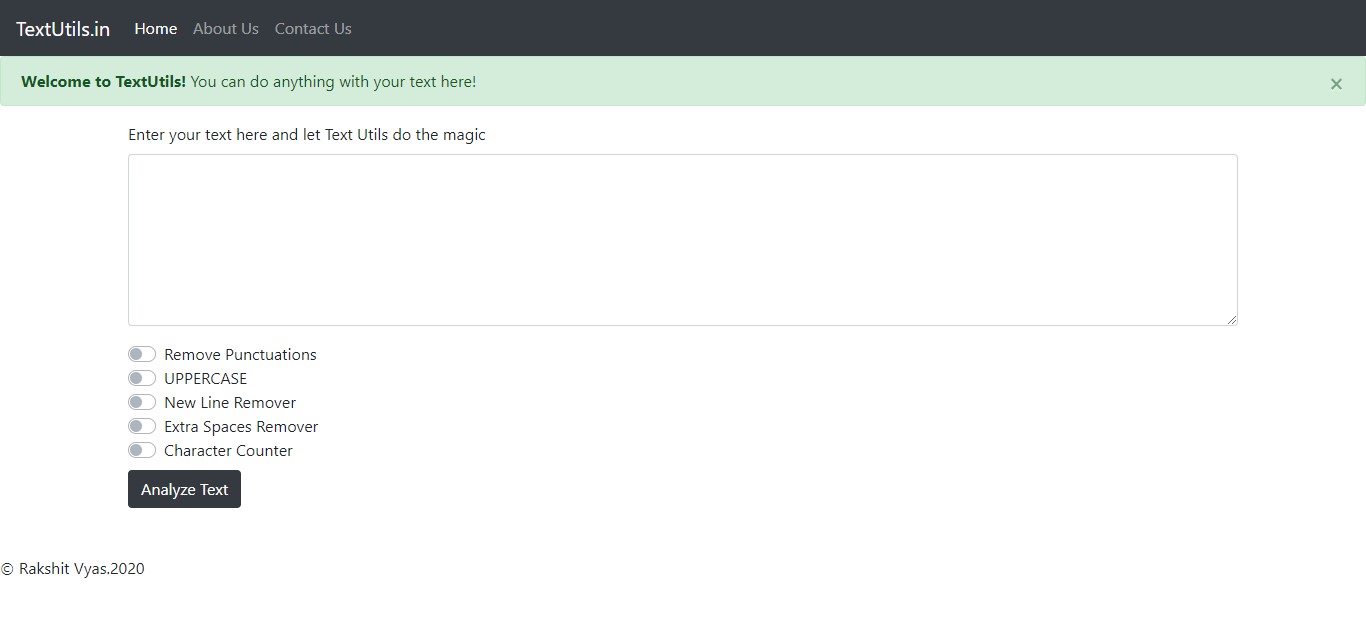 TextUtils.in Home About Us Contact Us
Welcome to TextUtils! You can do anything with your text here! ×
Enter your text here and let Text Utils do the magic
Remove Punctuations
UPPERCASE
New Line Remover
Extra Spaces Remover
Character Counter
Analyze Text
© Rakshit Vyas.2020